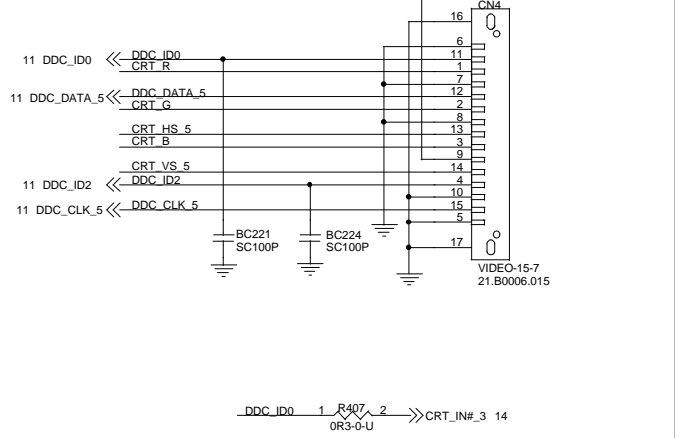 CN4
16
6
11 DDC_ID0 DDC_ID0 11
CRT_R 1
7
11 DDC_DATA_5 DDC_DATA_5 12
CRT_G 2
8
CRT_HS_5 13
CRT_B 3
9
CRT_VS_5 14
11 DDC_ID2 DDC_ID2 4
10
11 DDC_CLK_5 DDC_CLK_5 15
5
BC221
SC100P
BC224
SC100P
17
VIDEO-15-7
21.B0006.015
DDC_ID0 1 R407 2 CRT_IN#_3 14
0R3-0-U